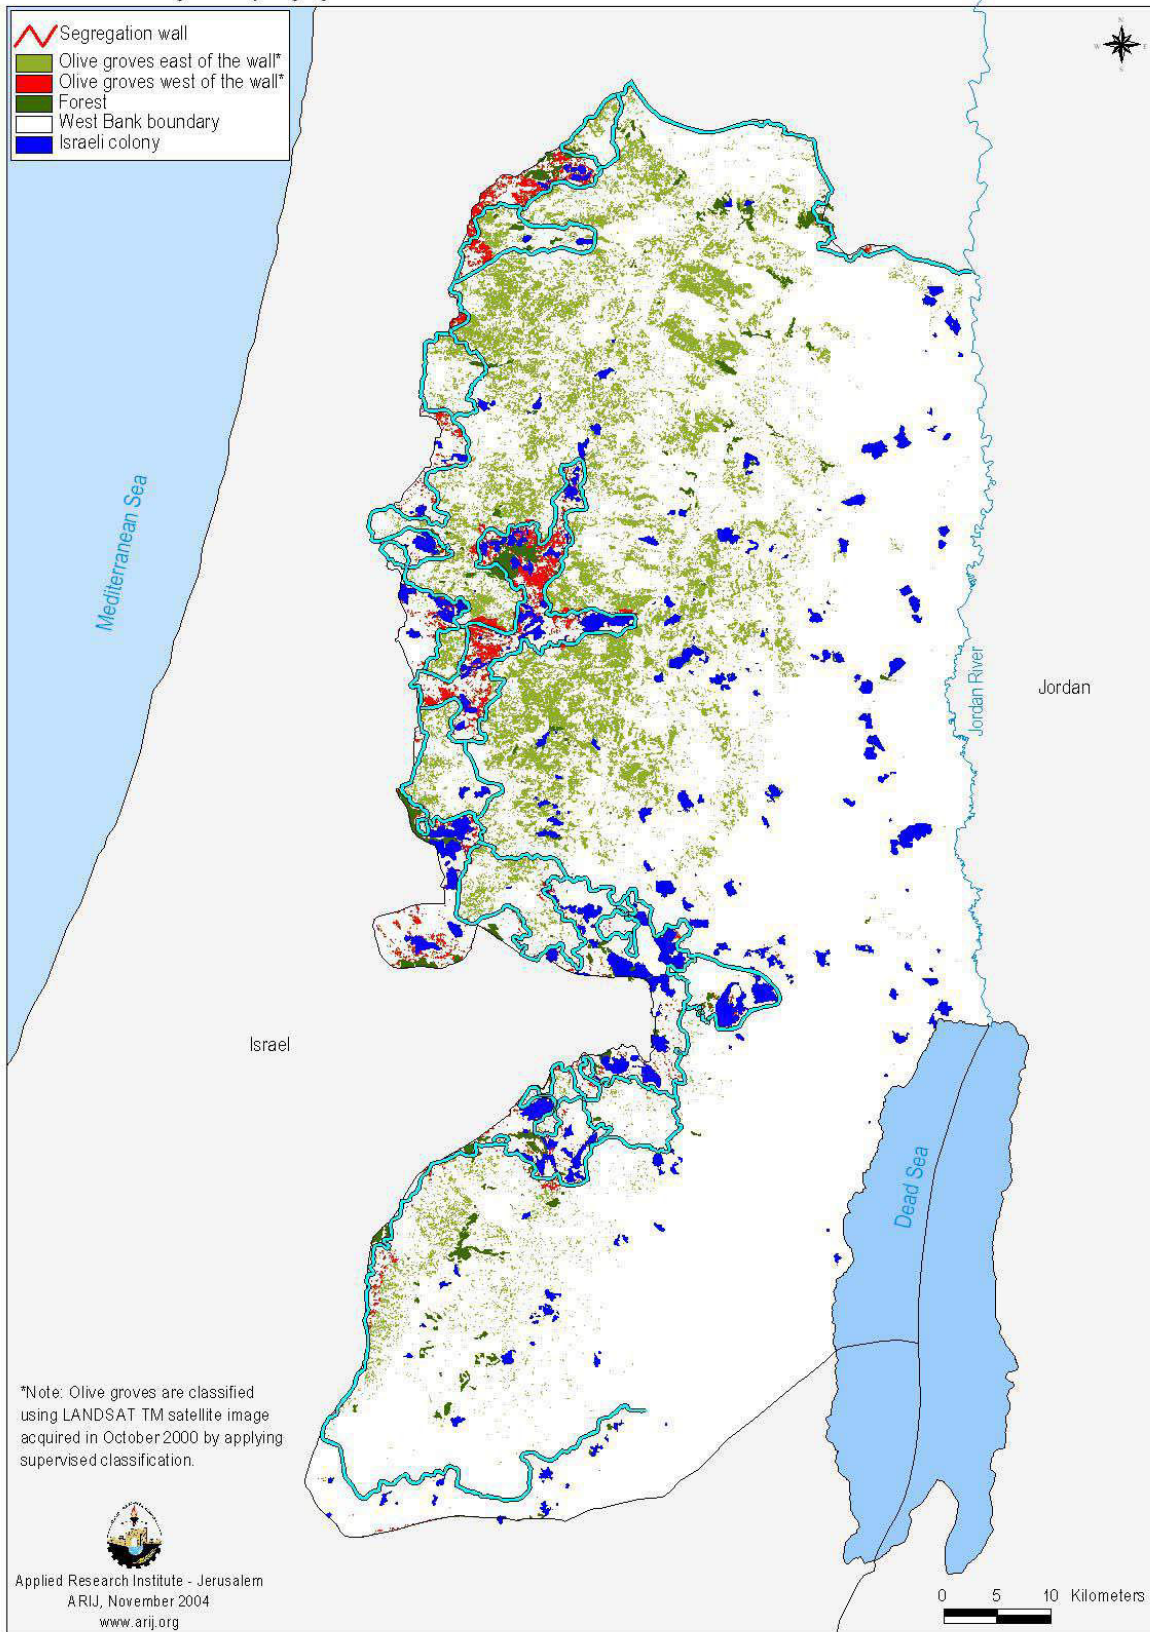 Segregation wall
Olive groves east of the wall*
Olive groves west of the wall*
Forest
West Bank boundary
Israeli colony
N
W
E
S
Mediterranean Sea
Jordan River
Jordan
Israel
Dead Sea
*Note: Olive groves are classified
using LANDSAT TM satellite image
acquired in October 2000 by applying
supervised classification.
Applied Research Institute - Jerusalem
ARIJ, November 2004
www.arij.org
0 5 10 Kilometers